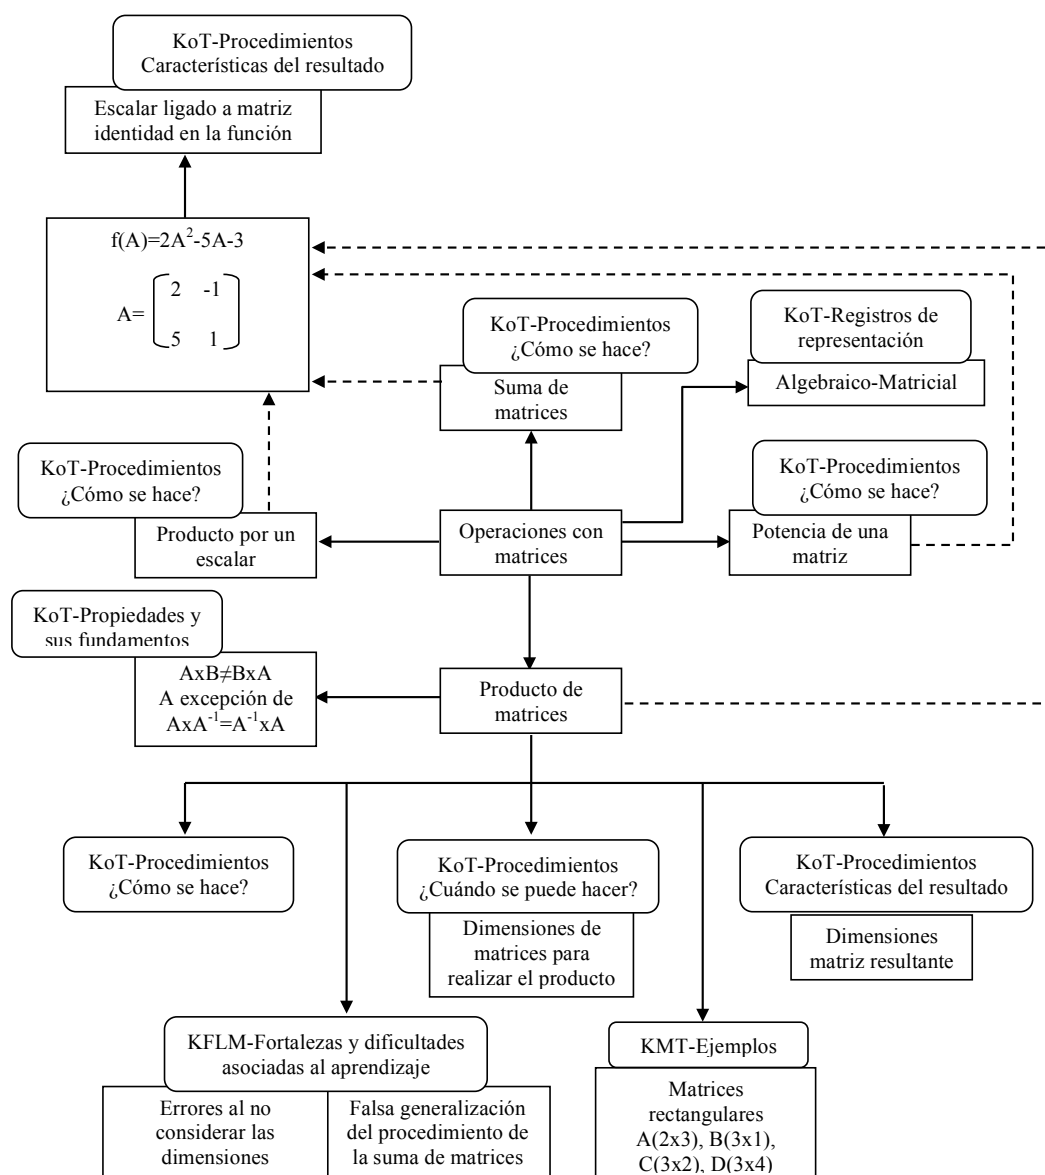 KoT-Procedimientos
Características del resultado
Escalar ligado a matriz
identidad en la función
f(A)=2A²-5A-3
A=
2 -1
5 1
KoT-Procedimientos
¿Cómo se hace?
Suma de
matrices
KoT-Registros de
representación
Algebraico-Matricial
KoT-Procedimientos
¿Cómo se hace?
Producto por un
escalar
Operaciones con
matrices
KoT-Procedimientos
¿Cómo se hace?
Potencia de una
matriz
KoT-Propiedades y
sus fundamentos
AxB≠BxA
A excepción de
AxA⁻¹=A⁻¹xA
Producto de
matrices
KoT-Procedimientos
¿Cómo se hace?
KoT-Procedimientos
¿Cuándo se puede hacer?
Dimensiones de
matrices para
realizar el producto
KoT-Procedimientos
Características del resultado
Dimensiones
matriz resultante
KFLM-Fortalezas y dificultades
asociadas al aprendizaje
Errores al no
considerar las
dimensiones
Falsa generalización
del procedimiento de
la suma de matrices
KMT-Ejemplos
Matrices
rectangulares
A(2x3), B(3x1),
C(3x2), D(3x4)